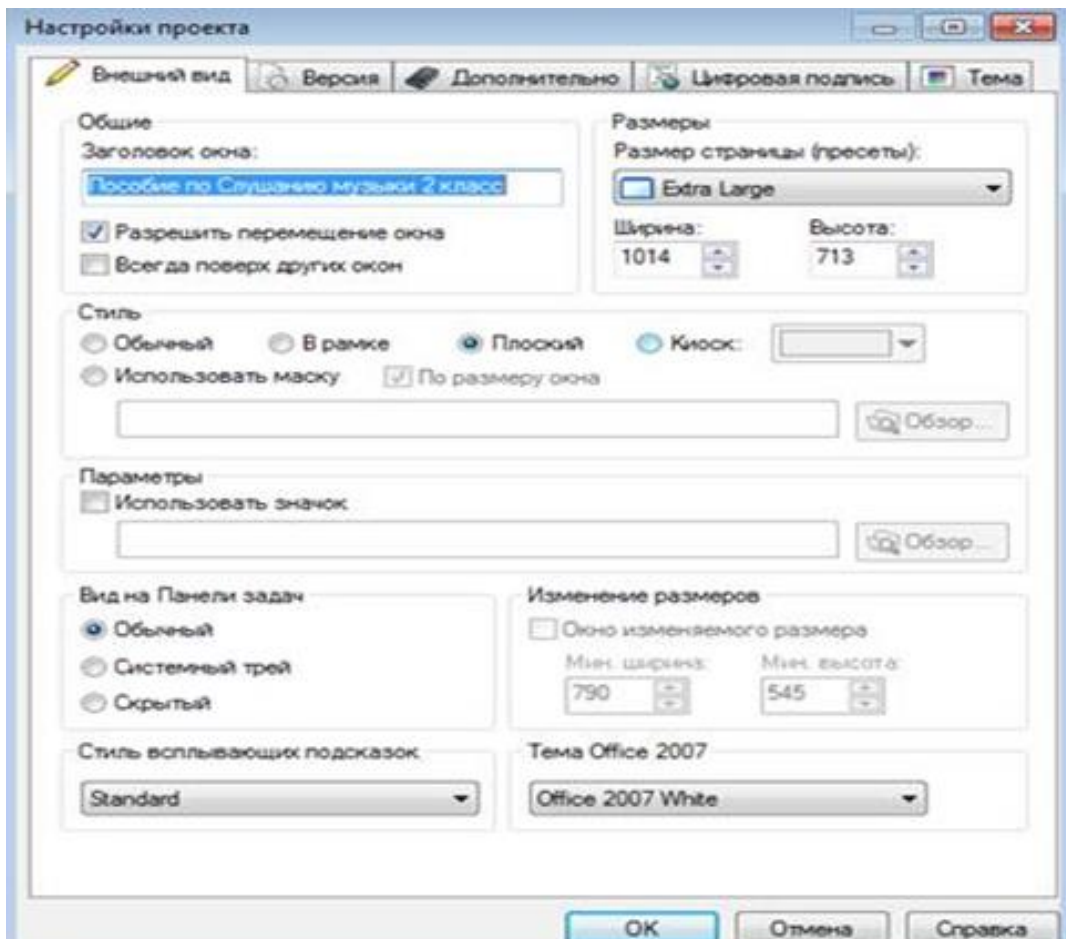 Настройки проекта
Внешний вид Версия Дополнительно Цифровая подпись Тема
Общие
Заголовок окна:
Пособие по Слушанию музыки 2 класс
Разрешить перемещение окна
Всегда поверх других окон
Размеры
Размер страницы (пресеты):
Extra Large
Ширина: Высота:
1014 713
Стиль
Обычный В рамке Плоский Киоск:
Использовать маску По размеру окна
Обзор...
Параметры
Использовать значок
Обзор...
Вид на Панели задач
Обычный
Системный трей
Скрытый
Изменение размеров
Окно изменяемого размера
Мин. ширина: Мин. высота:
790 545
Стиль всплывающих подсказок
Standard
Тема Office 2007
Office 2007 White
OK Отмена Справка